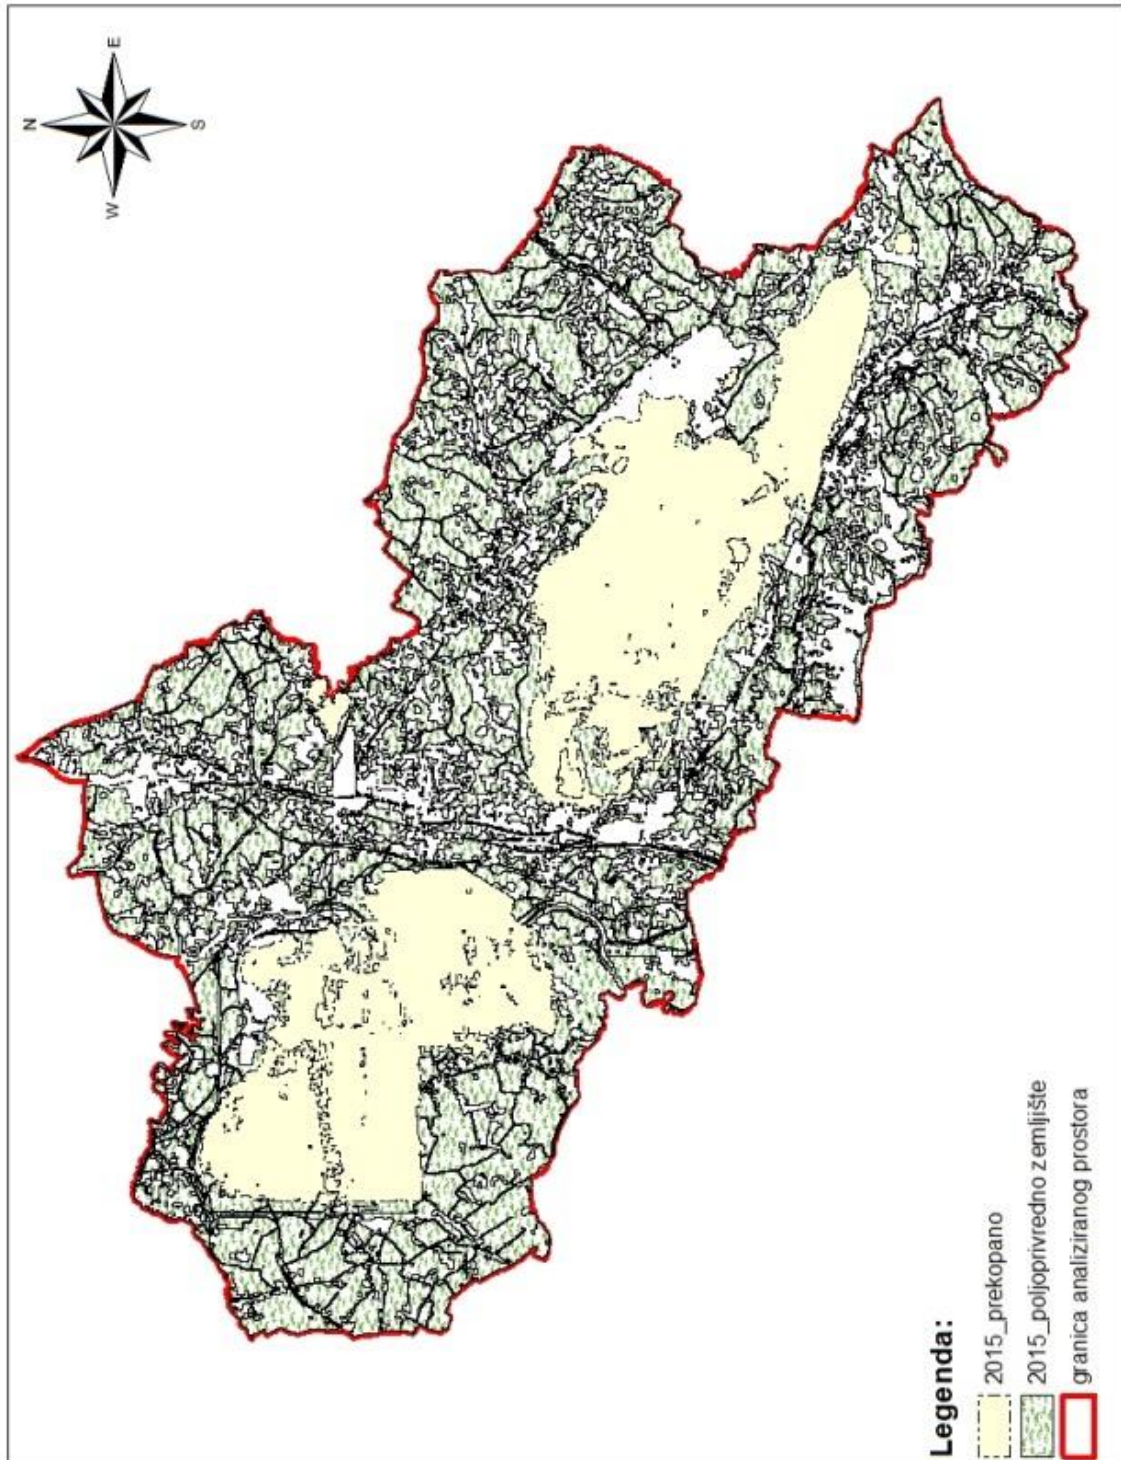 N
E
W
S
Legenda:
2015_prekopano
2015_poljoprivredno zemljište
granica analiziranog prostora